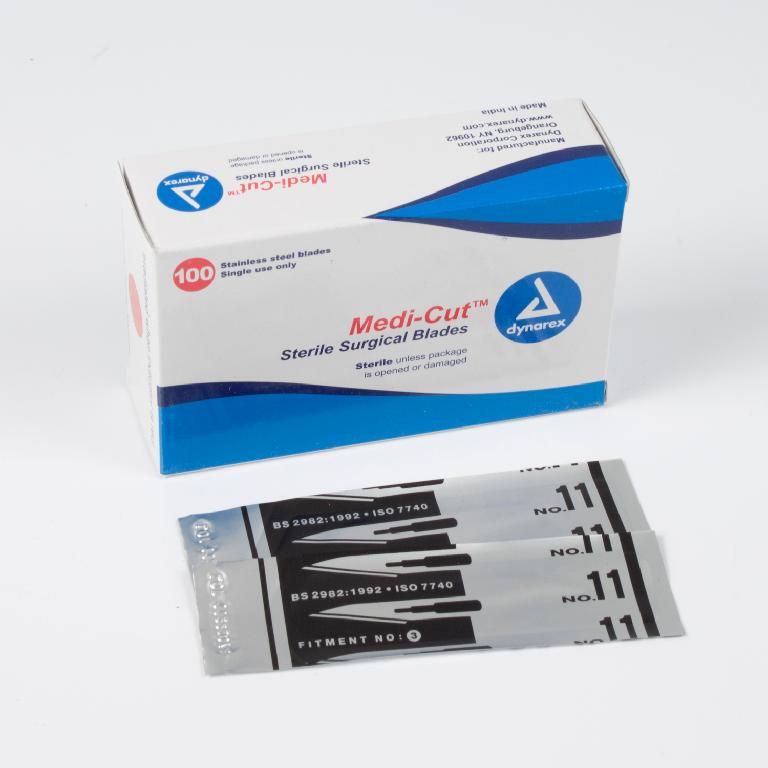 Manufactured for:
Dynarex Corporation
Orangeburg, NY 10962
www.dynarex.com
Made in India
dynarex
Medi-Cut™
Sterile Surgical Blades
Sterile unless package
is opened or damaged
100
Stainless steel blades
Single use only
Medi-Cut™
Sterile Surgical Blades
dynarex
Sterile unless package
is opened or damaged
BS 2982:1992 • ISO 7740
NO. 11
11
NO. 11
BS 2982:1992 • ISO 7740
NO. 11
FITMENT NO: 3
NO. 11